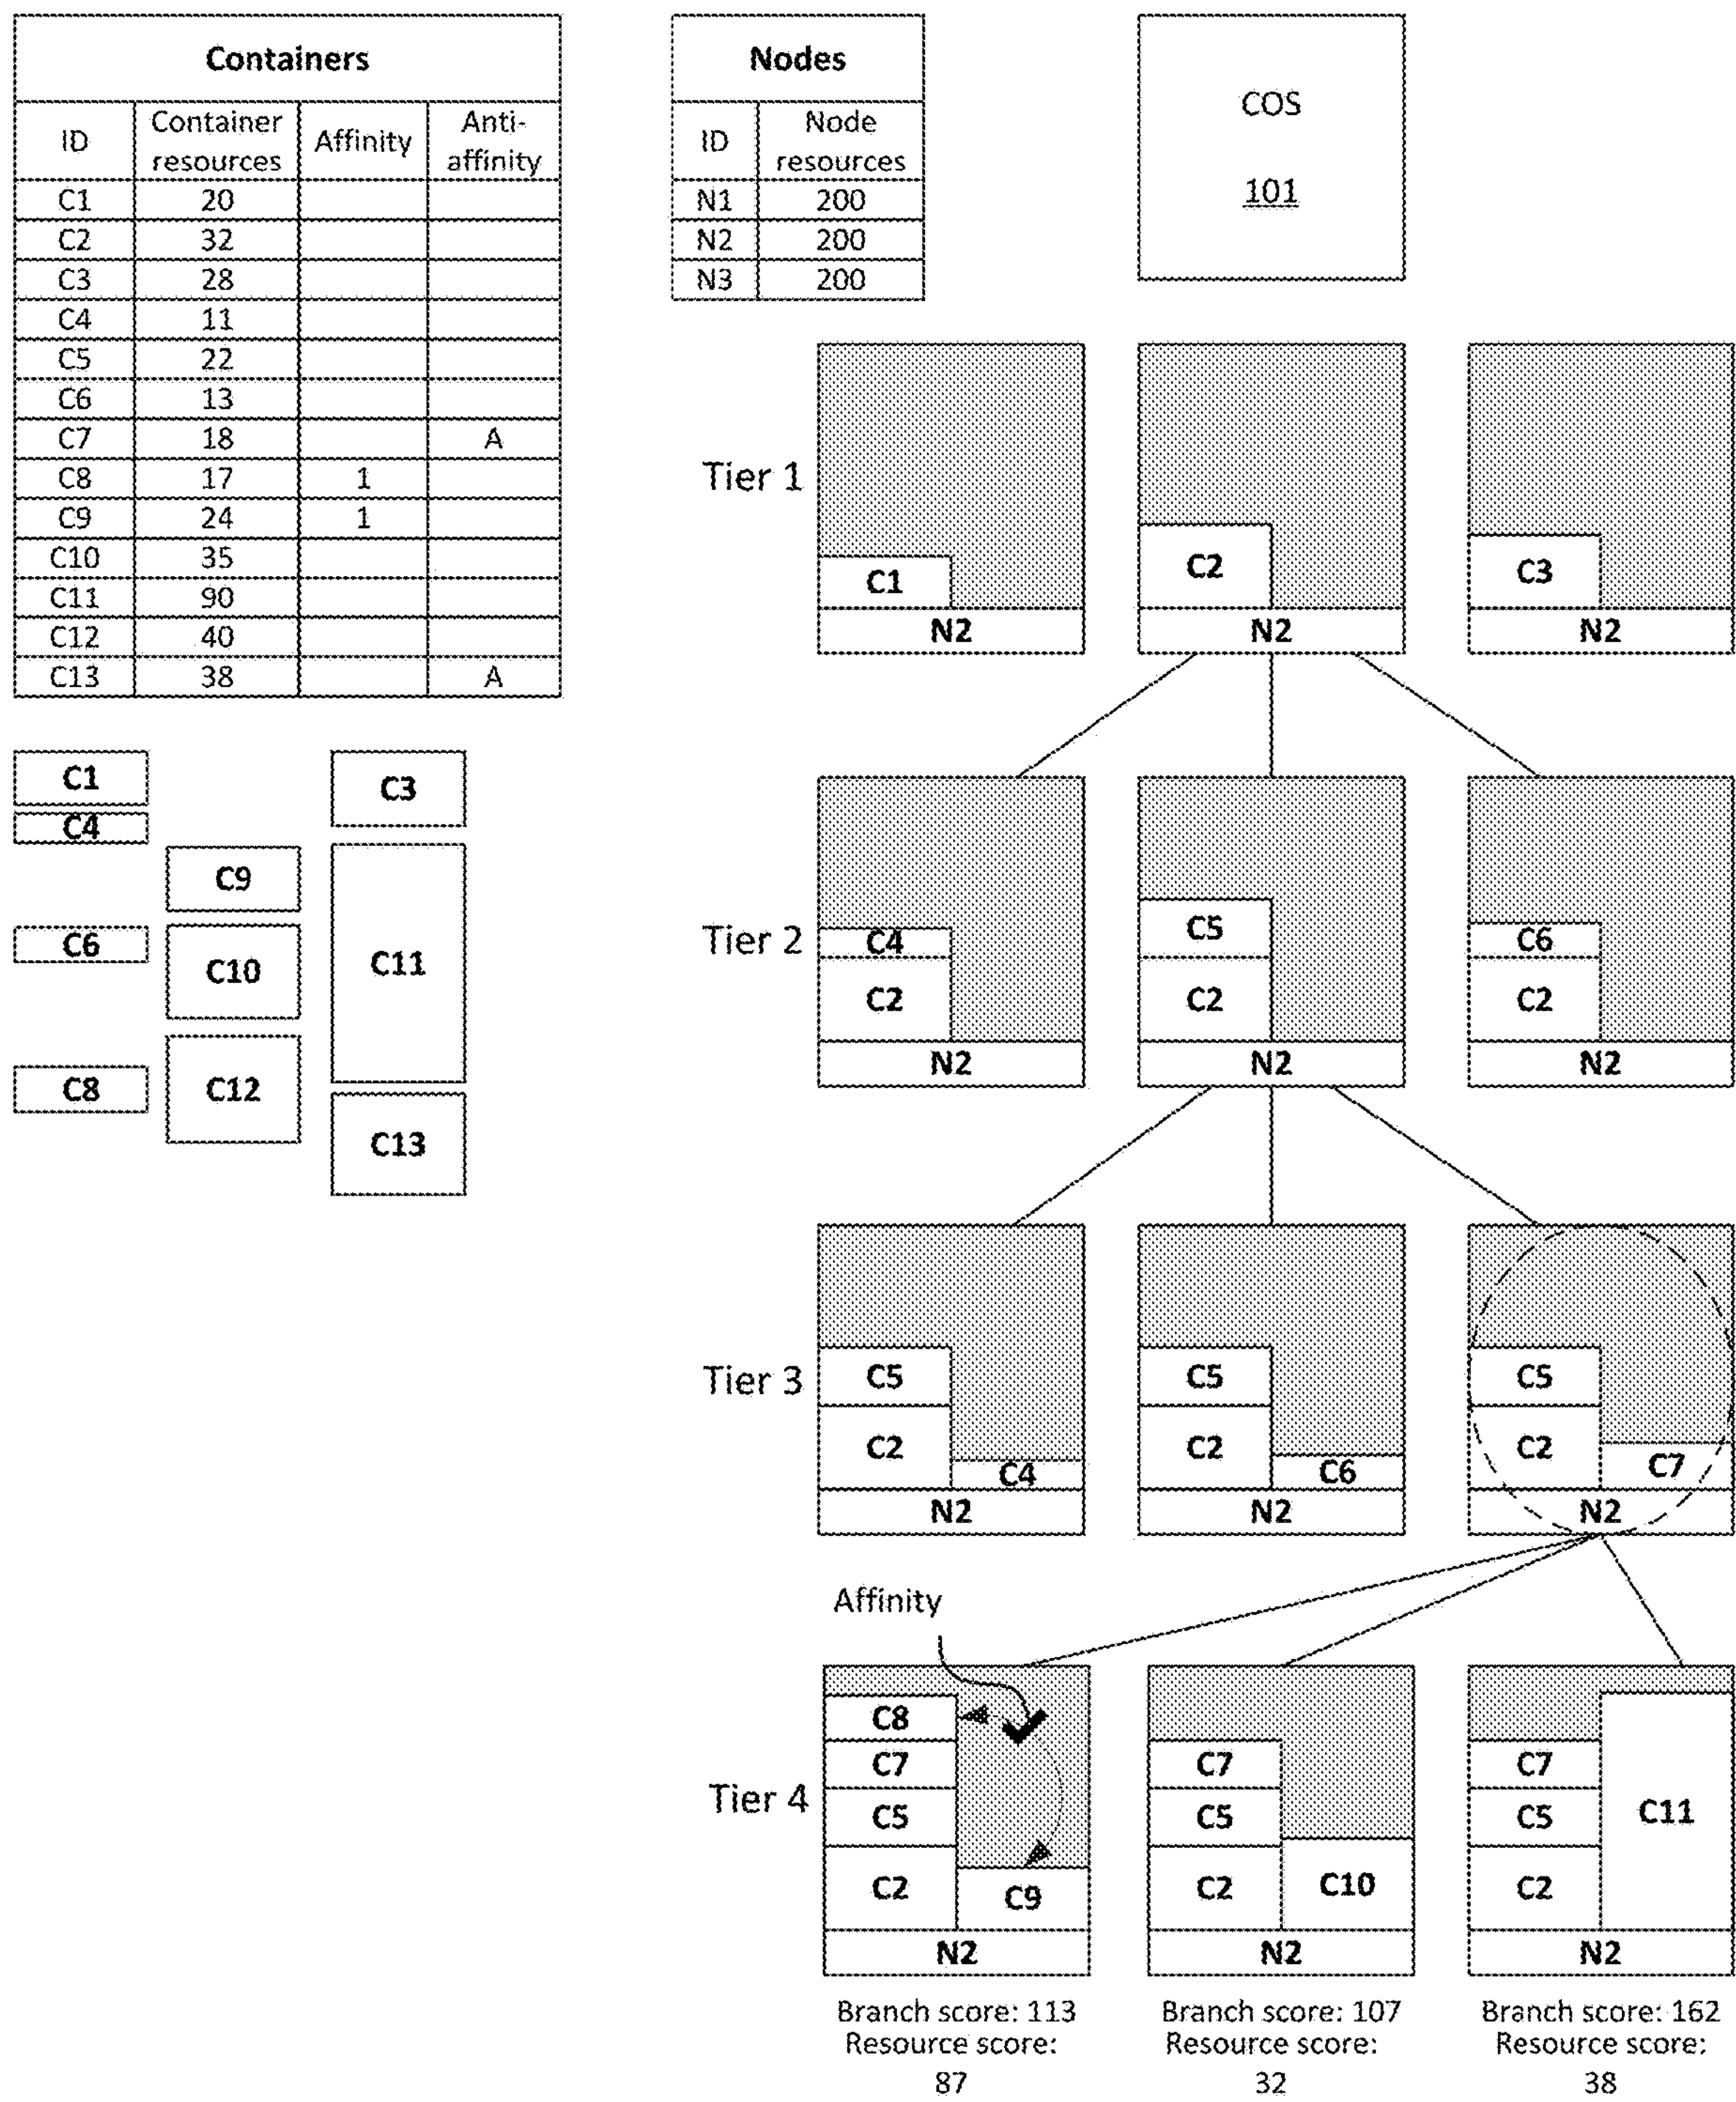 Containers
ID Container resources Affinity Anti-affinity
C1 20
C2 32
C3 28
C4 11
C5 22
C6 13
C7 18 A
C8 17 1
C9 24 1
C10 35
C11 90
C12 40
C13 38 A
Nodes
ID Node resources
N1 200
N2 200
N3 200
COS
101
C1
C4
C6
C8
C9
C10
C12
C3
C11
C13
Tier 1
C1
N2
C2
N2
C3
N2
Tier 2
C4
C2
N2
C5
C2
N2
C6
C2
N2
Tier 3
C5
C2
C4
N2
C5
C2
C6
N2
C5
C2
C7
N2
Affinity
Tier 4
C8
C7
C5
C2
C9
N2
Branch score: 113
Resource score:
87
C7
C5
C2
C10
N2
Branch score: 107
Resource score:
32
C7
C5
C2
C11
N2
Branch score: 162
Resource score:
38